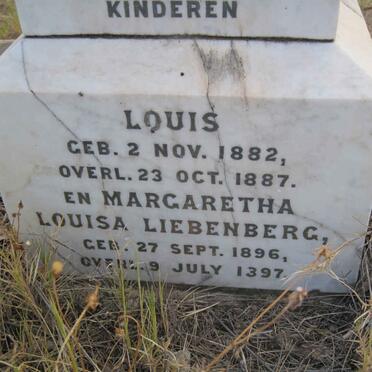 KINDEREN
LOUIS
GEB. 2 NOV. 1882,
OVERL. 23 OCT. 1887.
EN MARGARETHA
LOUISA LIEBENBERG,
GEB. 27 SEPT. 1896,
OVERL. 9 JULY 1397.